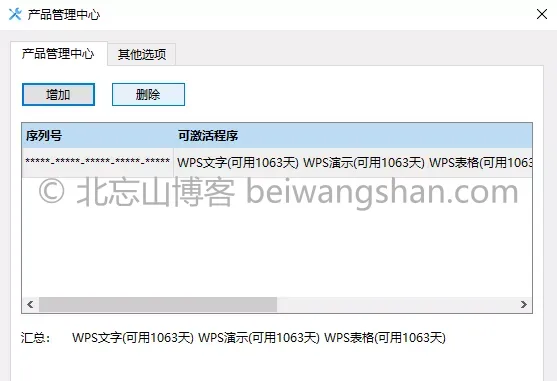 产品管理中心
产品管理中心 其他选项
增加 删除
序列号 可激活程序
*****-*****-*****-*****-***** WPS文字(可用1063天) WPS演示(可用1063天) WPS表格(可用1063
© 北忘山博客 beiwangshan.com
汇总: WPS文字(可用1063天) WPS演示(可用1063天) WPS表格(可用1063天)